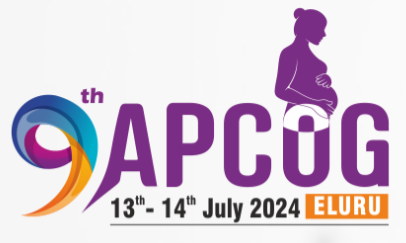 9th APCOG
13th - 14th July 2024 ELURU